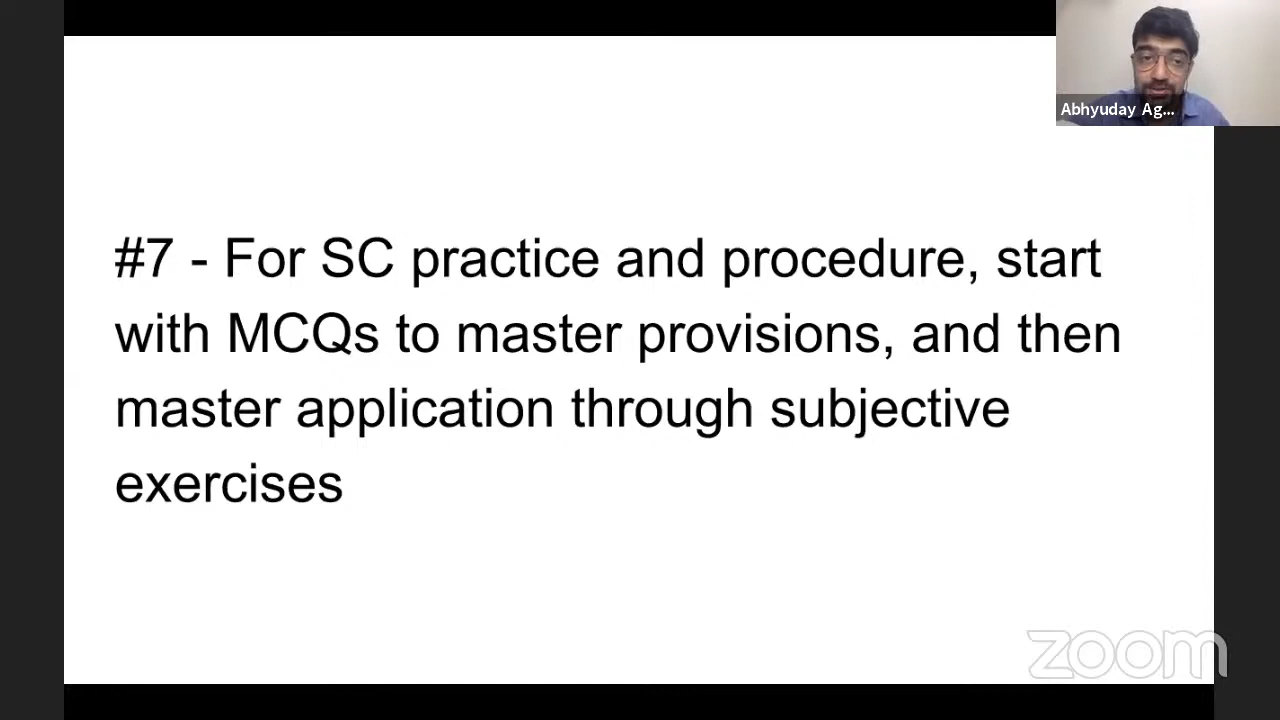 Abhyuday Ag...
#7 - For SC practice and procedure, start
with MCQs to master provisions, and then
master application through subjective
exercises
zoom